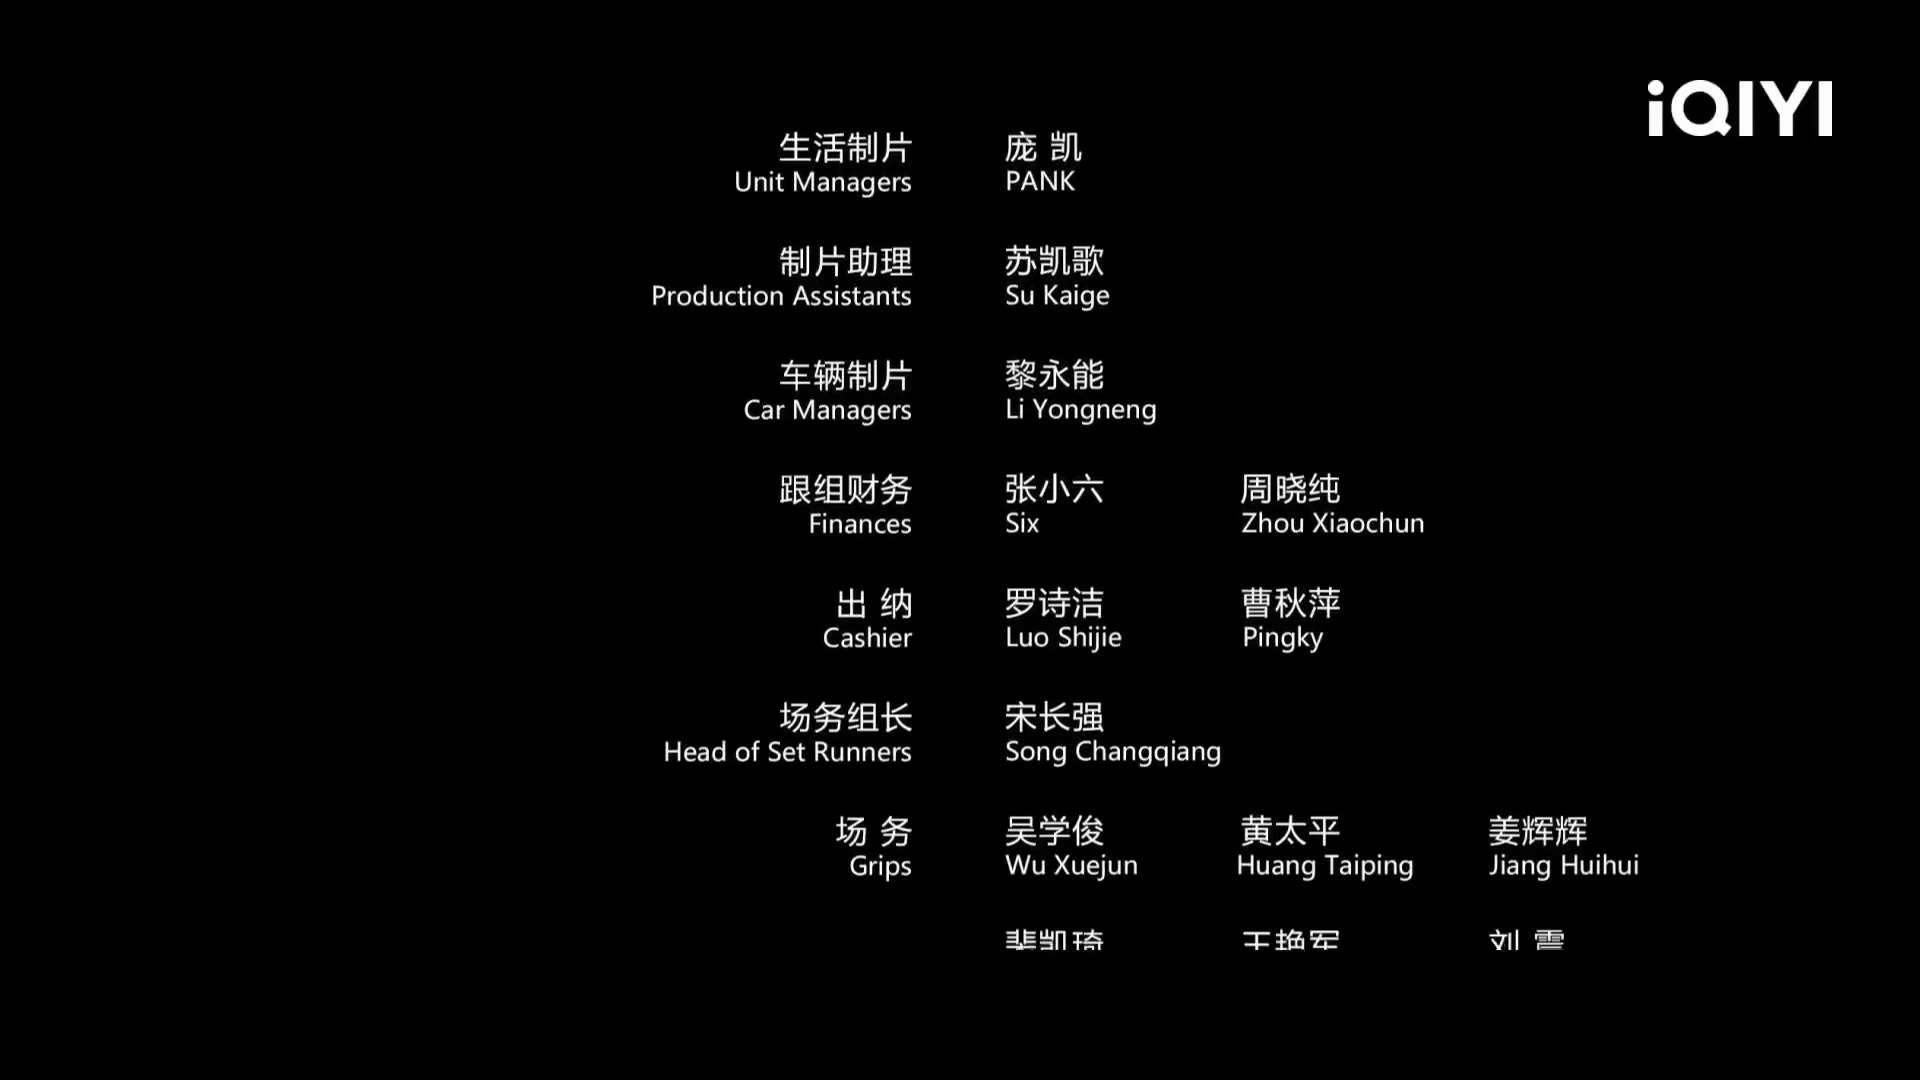 iQIYI
生活制片 庞 凯
Unit Managers PANK
制片助理 苏凯歌
Production Assistants Su Kaige
车辆制片 黎永能
Car Managers Li Yongneng
跟组财务 张小六 周晓纯
Finances Six Zhou Xiaochun
出 纳 罗诗洁 曹秋萍
Cashier Luo Shijie Pingky
场务组长 宋长强
Head of Set Runners Song Changqiang
场 务 吴学俊 黄太平 姜辉辉
Grips Wu Xuejun Huang Taiping Jiang Huihui